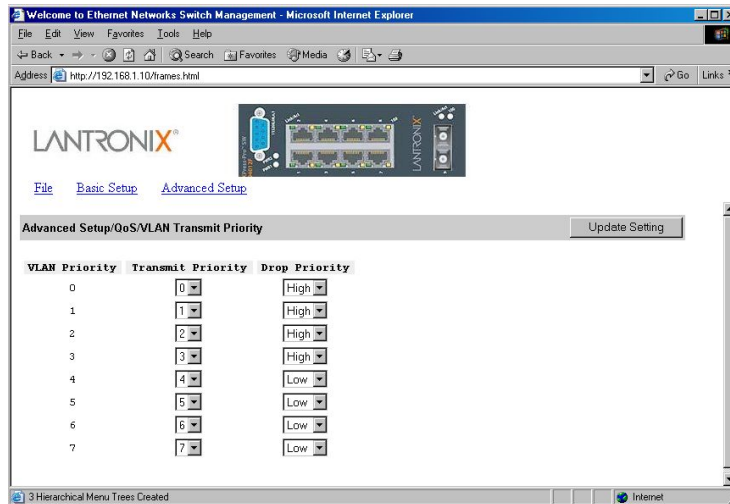 Welcome to Ethernet Networks Switch Management - Microsoft Internet Explorer
File Edit View Favorites Tools Help
Back Search Favorites Media
Address http://192.168.1.10/frames.html Go Links
LANTRONIX®
LANTRONIX
File Basic Setup Advanced Setup
Advanced Setup/QoS/VLAN Transmit Priority Update Setting
VLAN Priority Transmit Priority Drop Priority
0 0 High
1 1 High
2 2 High
3 3 High
4 4 Low
5 5 Low
6 6 Low
7 7 Low
3 Hierarchical Menu Trees Created Internet